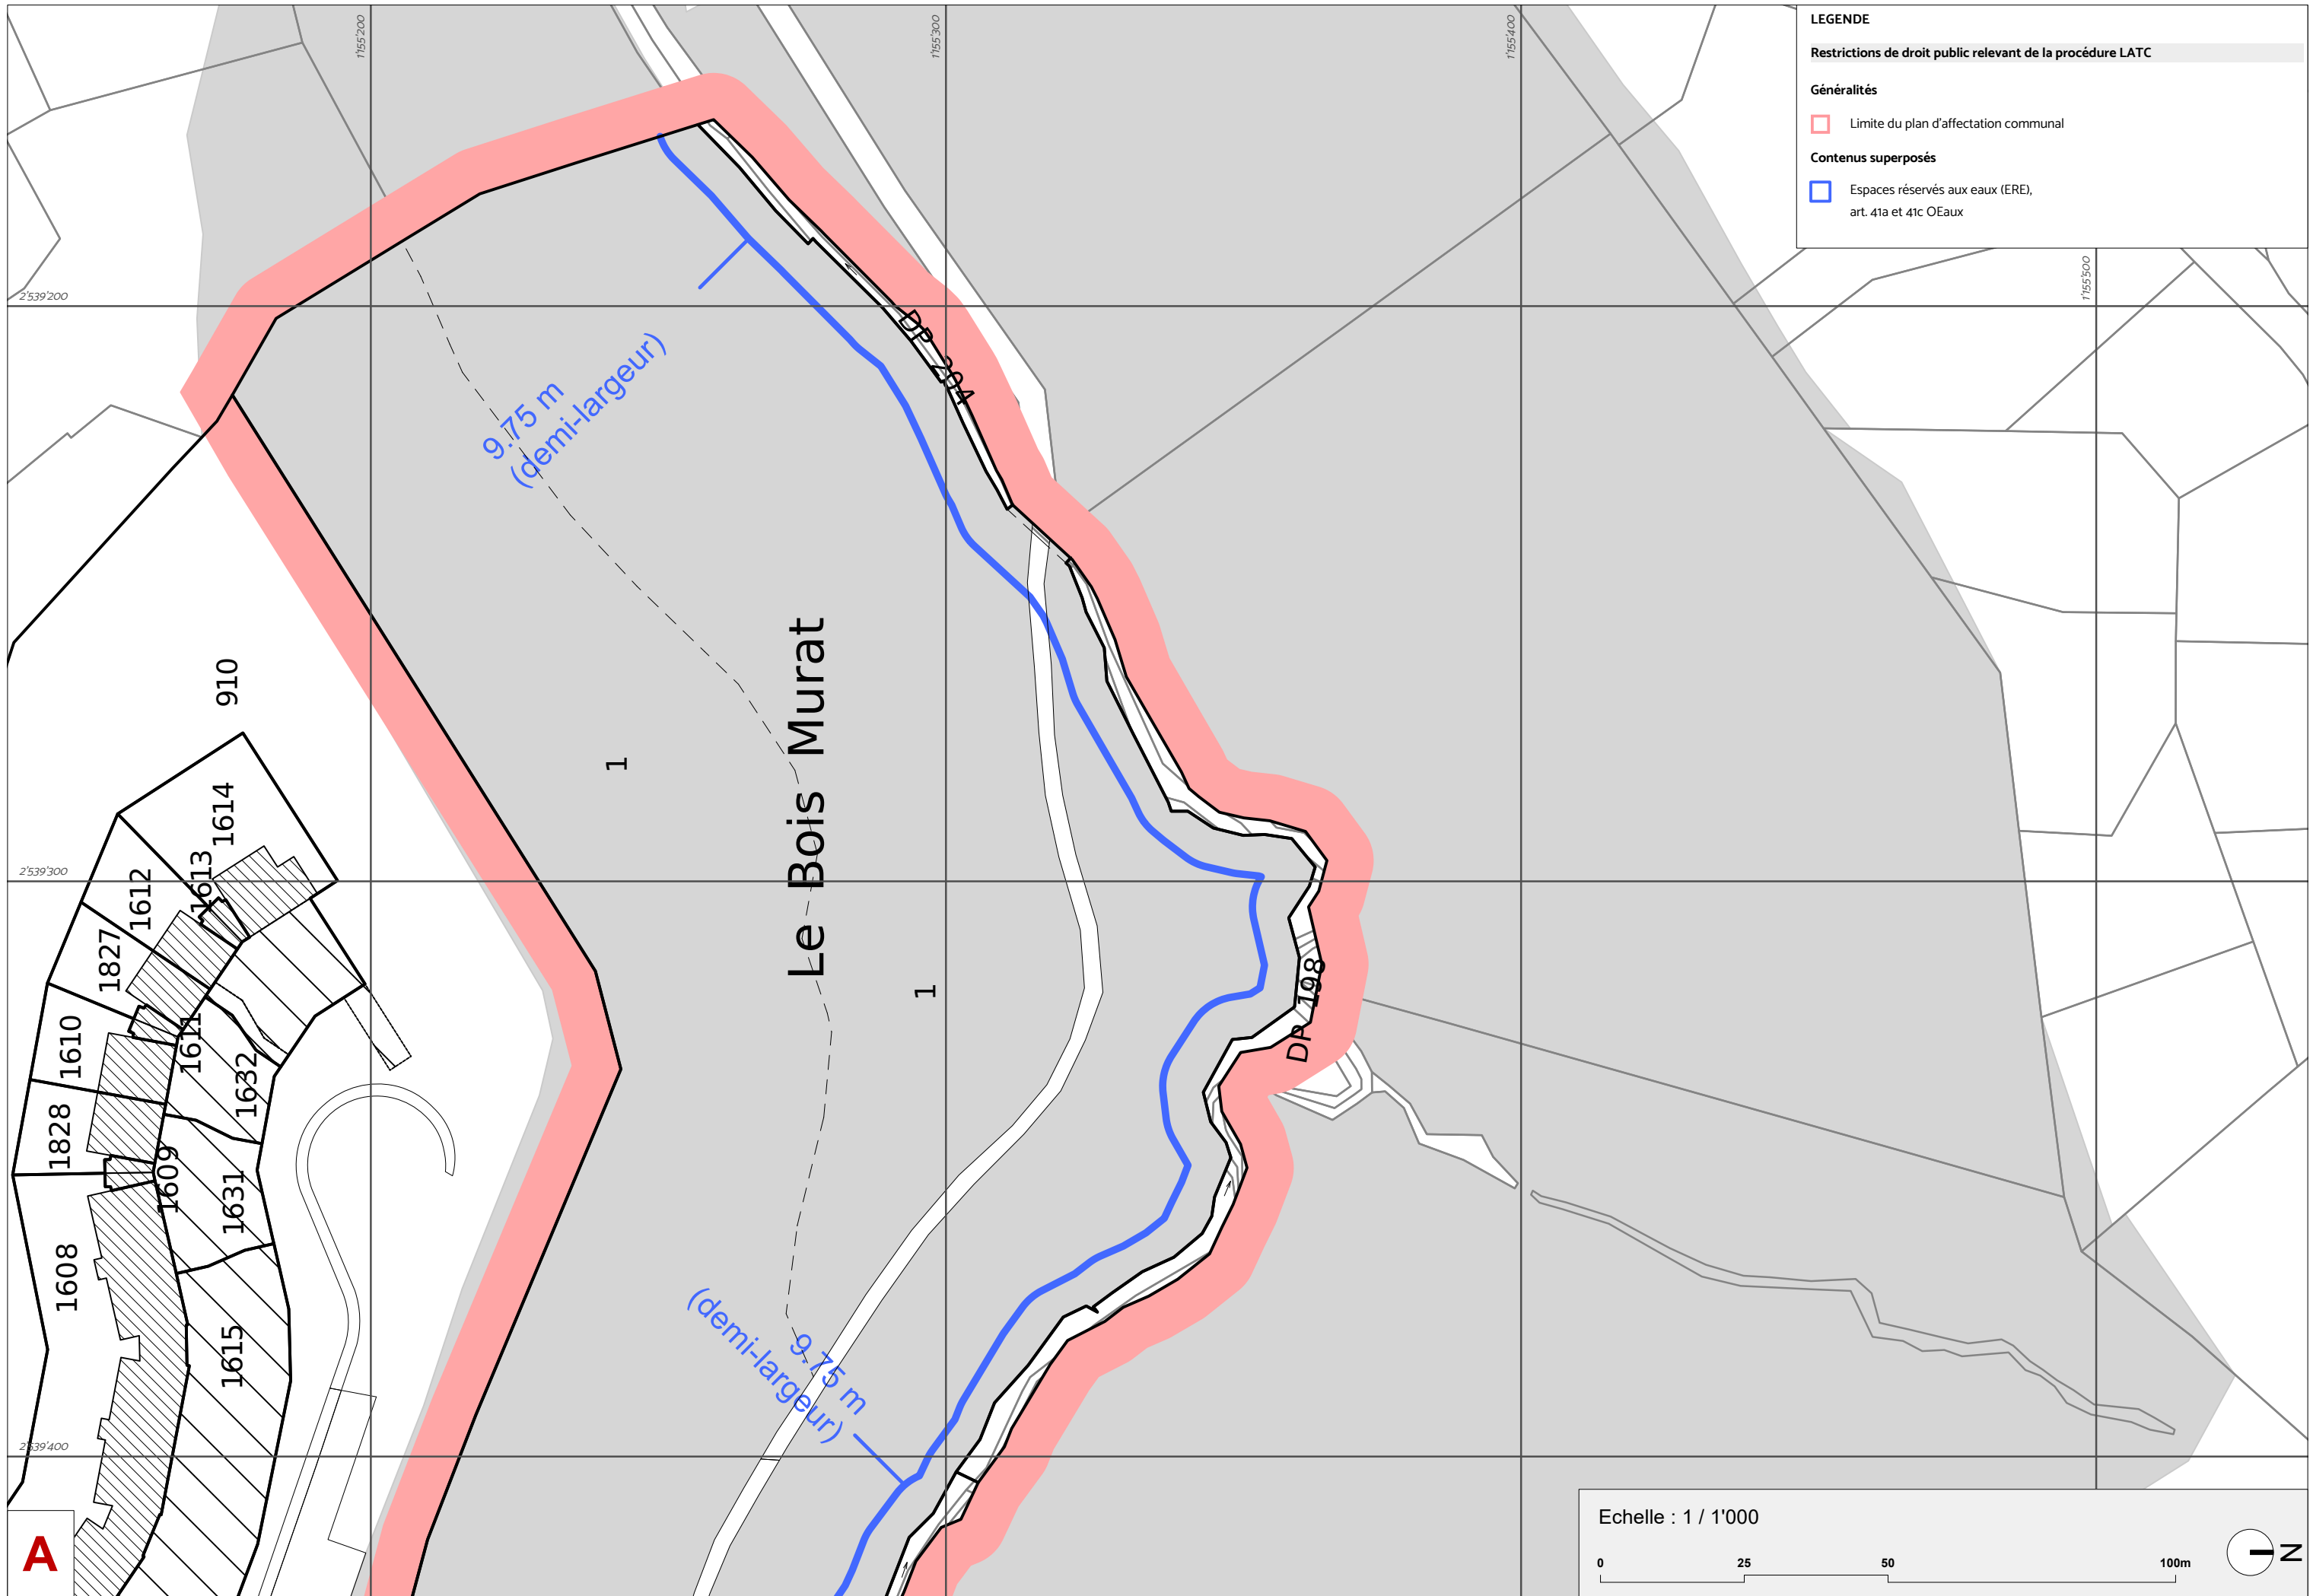 LEGENDE
Restrictions de droit public relevant de la procédure LATC
Généralités
Limite du plan d'affectation communal
Contenus superposés
Espaces réservés aux eaux (ERE),
art. 41a et 41c OEaux
1'155'200
1'155'300
1'155'400
1'155'500
2'539'200
2'539'300
2'539'400
9.75 m
(demi-largeur)
Le Bois Murat
1
1
DP 198
910
1614
1613
1612
1827
1611
1610
1632
1828
1609
1631
1608
1615
9.75 m
(demi-largeur)
A
Echelle : 1 / 1'000
0 25 50 100m
N